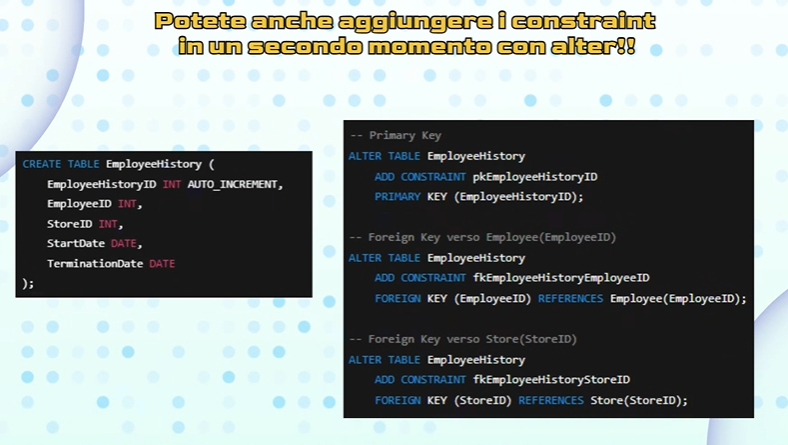 Potete anche aggiungere i constraint
in un secondo momento con alter!!
CREATE TABLE EmployeeHistory (
EmployeeHistoryID INT AUTO_INCREMENT,
EmployeeID INT,
StoreID INT,
StartDate DATE,
TerminationDate DATE
);
-- Primary Key
ALTER TABLE EmployeeHistory
ADD CONSTRAINT pkEmployeeHistoryID
PRIMARY KEY (EmployeeHistoryID);
-- Foreign Key verso Employee(EmployeeID)
ALTER TABLE EmployeeHistory
ADD CONSTRAINT fkEmployeeHistoryEmployeeID
FOREIGN KEY (EmployeeID) REFERENCES Employee(EmployeeID);
-- Foreign Key verso Store(StoreID)
ALTER TABLE EmployeeHistory
ADD CONSTRAINT fkEmployeeHistoryStoreID
FOREIGN KEY (StoreID) REFERENCES Store(StoreID);